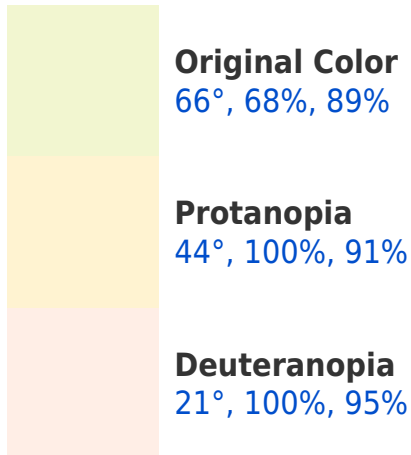 Original Color
66°, 68%, 89%
Protanopia
44°, 100%, 91%
Deuteranopia
21°, 100%, 95%